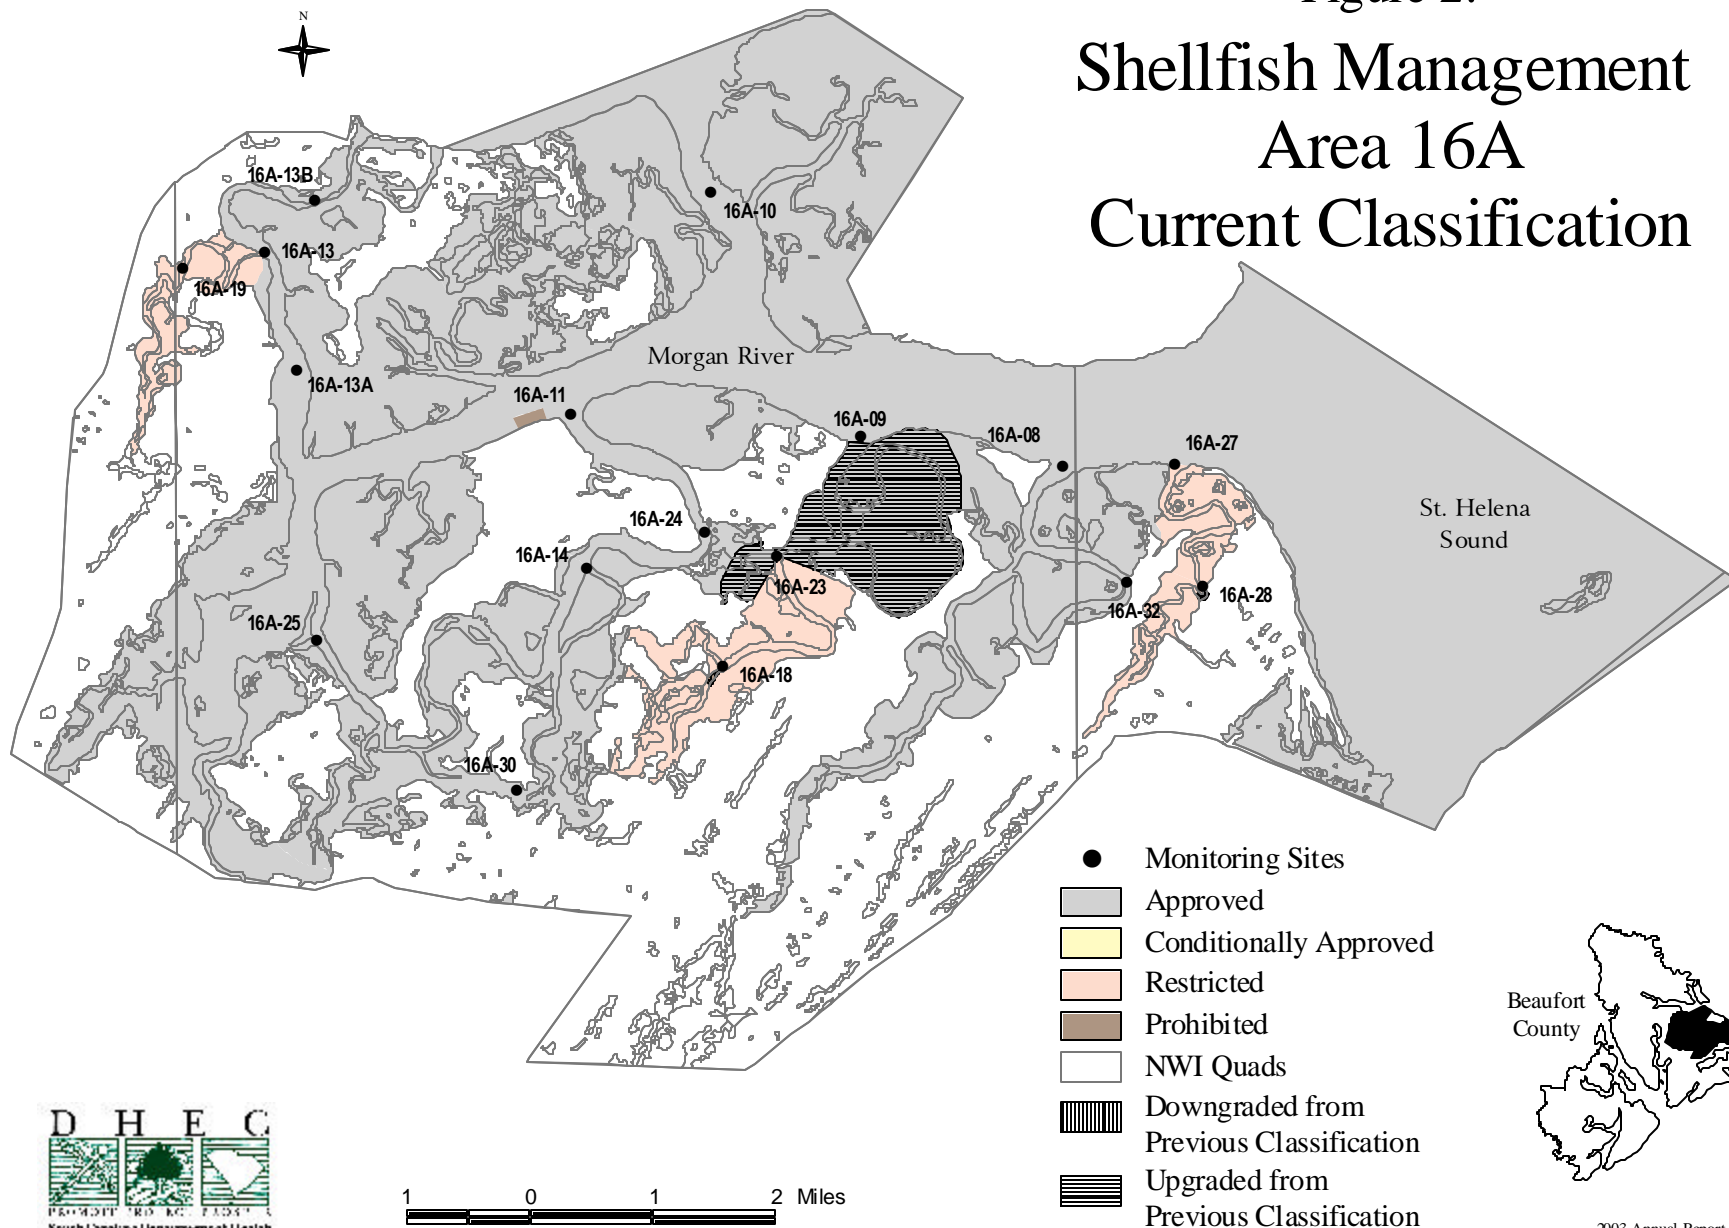 Shellfish Management
Area 16A
Current Classification
N
16A-13B
16A-10
16A-13
16A-19
Morgan River
16A-13A
16A-11
16A-09
16A-08
16A-27
St. Helena
Sound
16A-24
16A-14
16A-23
16A-32
16A-28
16A-25
16A-18
16A-30
Monitoring Sites
Approved
Conditionally Approved
Restricted
Prohibited
NWI Quads
Downgraded from
Previous Classification
Upgraded from
Previous Classification
Beaufort
County
D H E C
1 0 1 2 Miles
2003 Annual Report